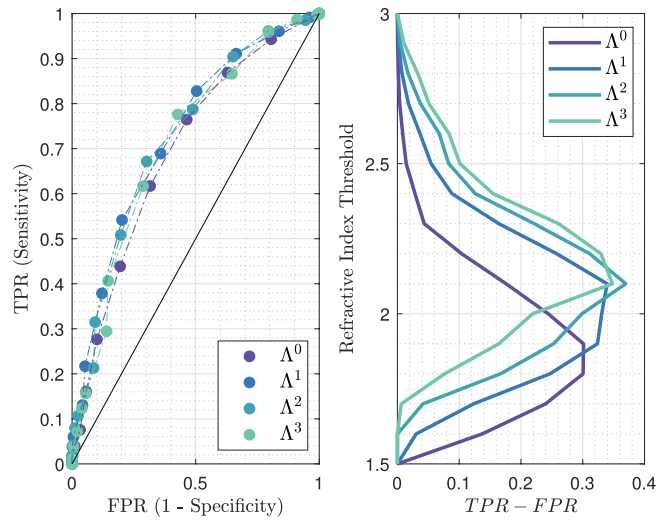 1
0.9
0.8
0.7
0.6
0.5
0.4
0.3
0.2
0.1
0
TPR (Sensitivity)
0
0.5
1
FPR (1 - Specificity)
Λ⁰
Λ¹
Λ²
Λ³
3
2.5
2
1.5
Refractive Index Threshold
0
0.1
0.2
0.3
0.4
TPR − FPR
Λ⁰
Λ¹
Λ²
Λ³